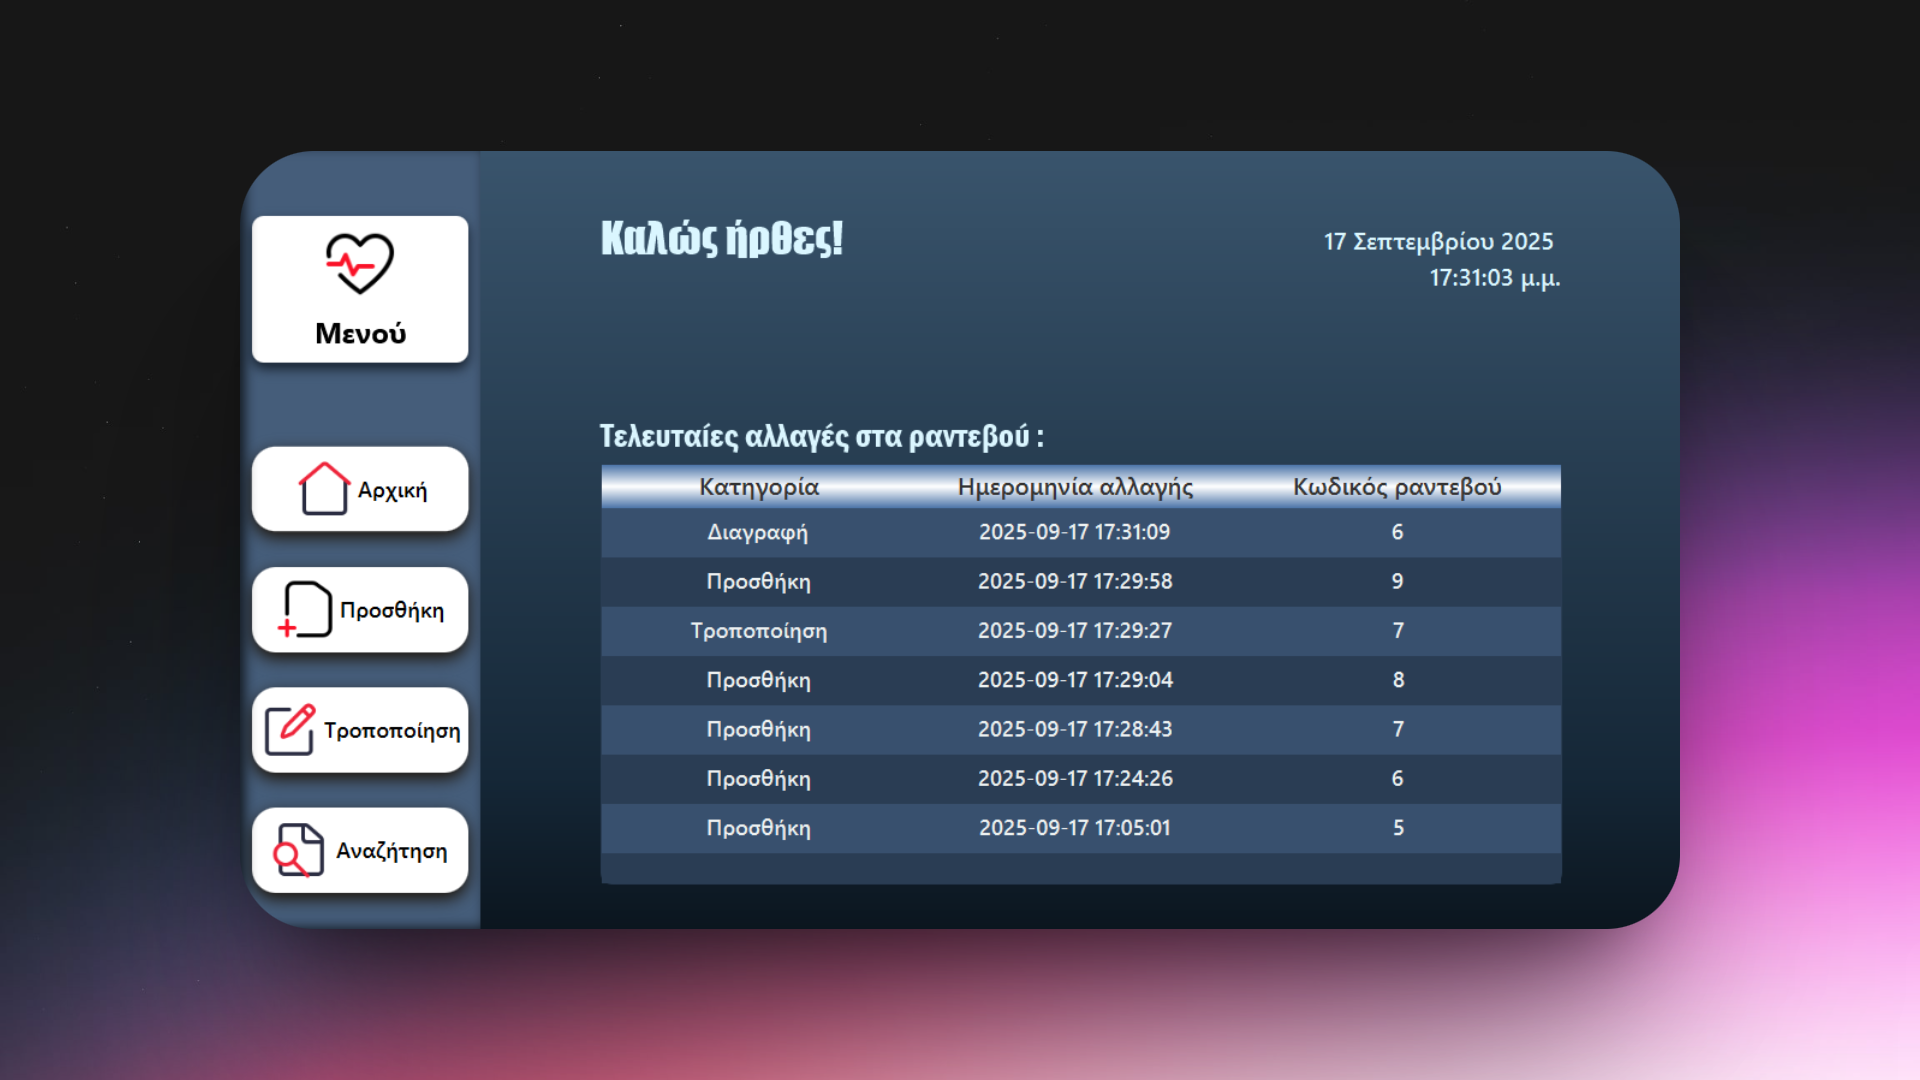 Μενού
Αρχική
Προσθήκη
Τροποποίηση
Αναζήτηση
Καλώς ήρθες!
17 Σεπτεμβρίου 2025
17:31:03 μ.μ.
Τελευταίες αλλαγές στα ραντεβού :
Κατηγορία Ημερομηνία αλλαγής Κωδικός ραντεβού
Διαγραφή 2025-09-17 17:31:09 6
Προσθήκη 2025-09-17 17:29:58 9
Τροποποίηση 2025-09-17 17:29:27 7
Προσθήκη 2025-09-17 17:29:04 8
Προσθήκη 2025-09-17 17:28:43 7
Προσθήκη 2025-09-17 17:24:26 6
Προσθήκη 2025-09-17 17:05:01 5